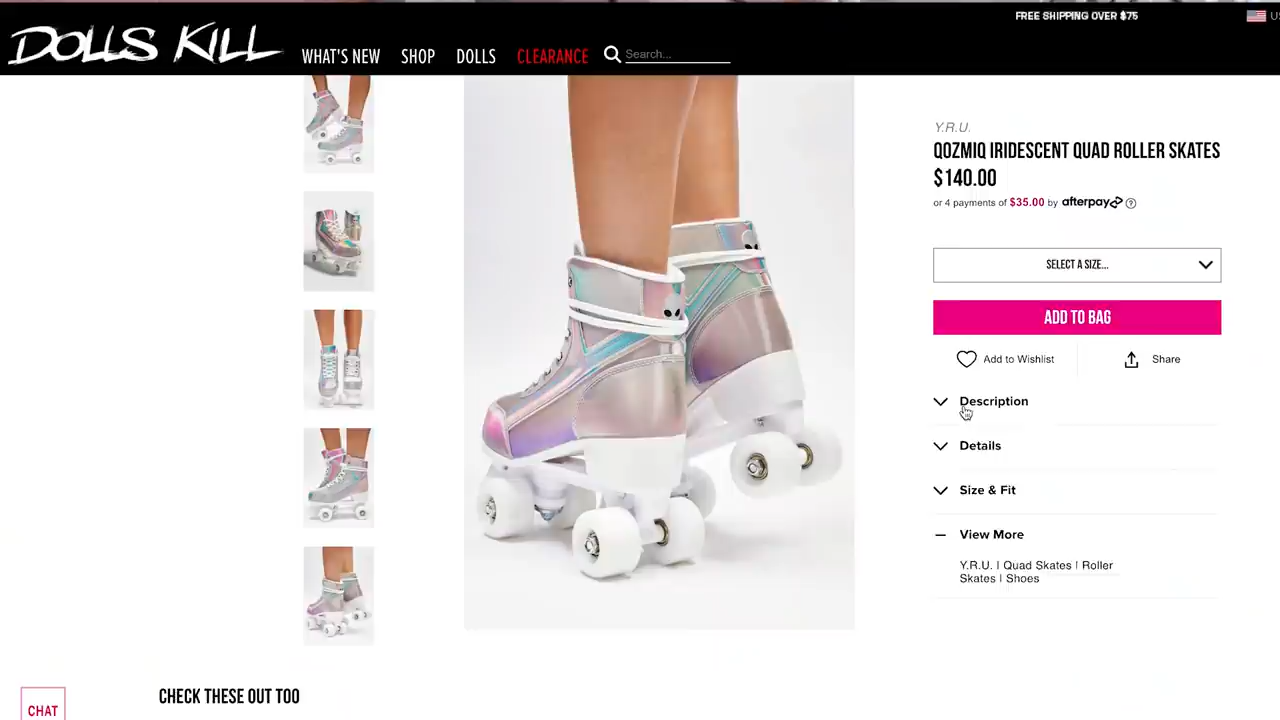 FREE SHIPPING OVER $75
DOLLS KILL
WHAT'S NEW SHOP DOLLS CLEARANCE Search...
Y.R.U.
QOZMIQ IRIDESCENT QUAD ROLLER SKATES
$140.00
or 4 payments of $35.00 by afterpay ?
SELECT A SIZE...
ADD TO BAG
Add to Wishlist Share
Description
Details
Size & Fit
View More
Y.R.U. | Quad Skates | Roller
Skates | Shoes
CHECK THESE OUT TOO
CHAT